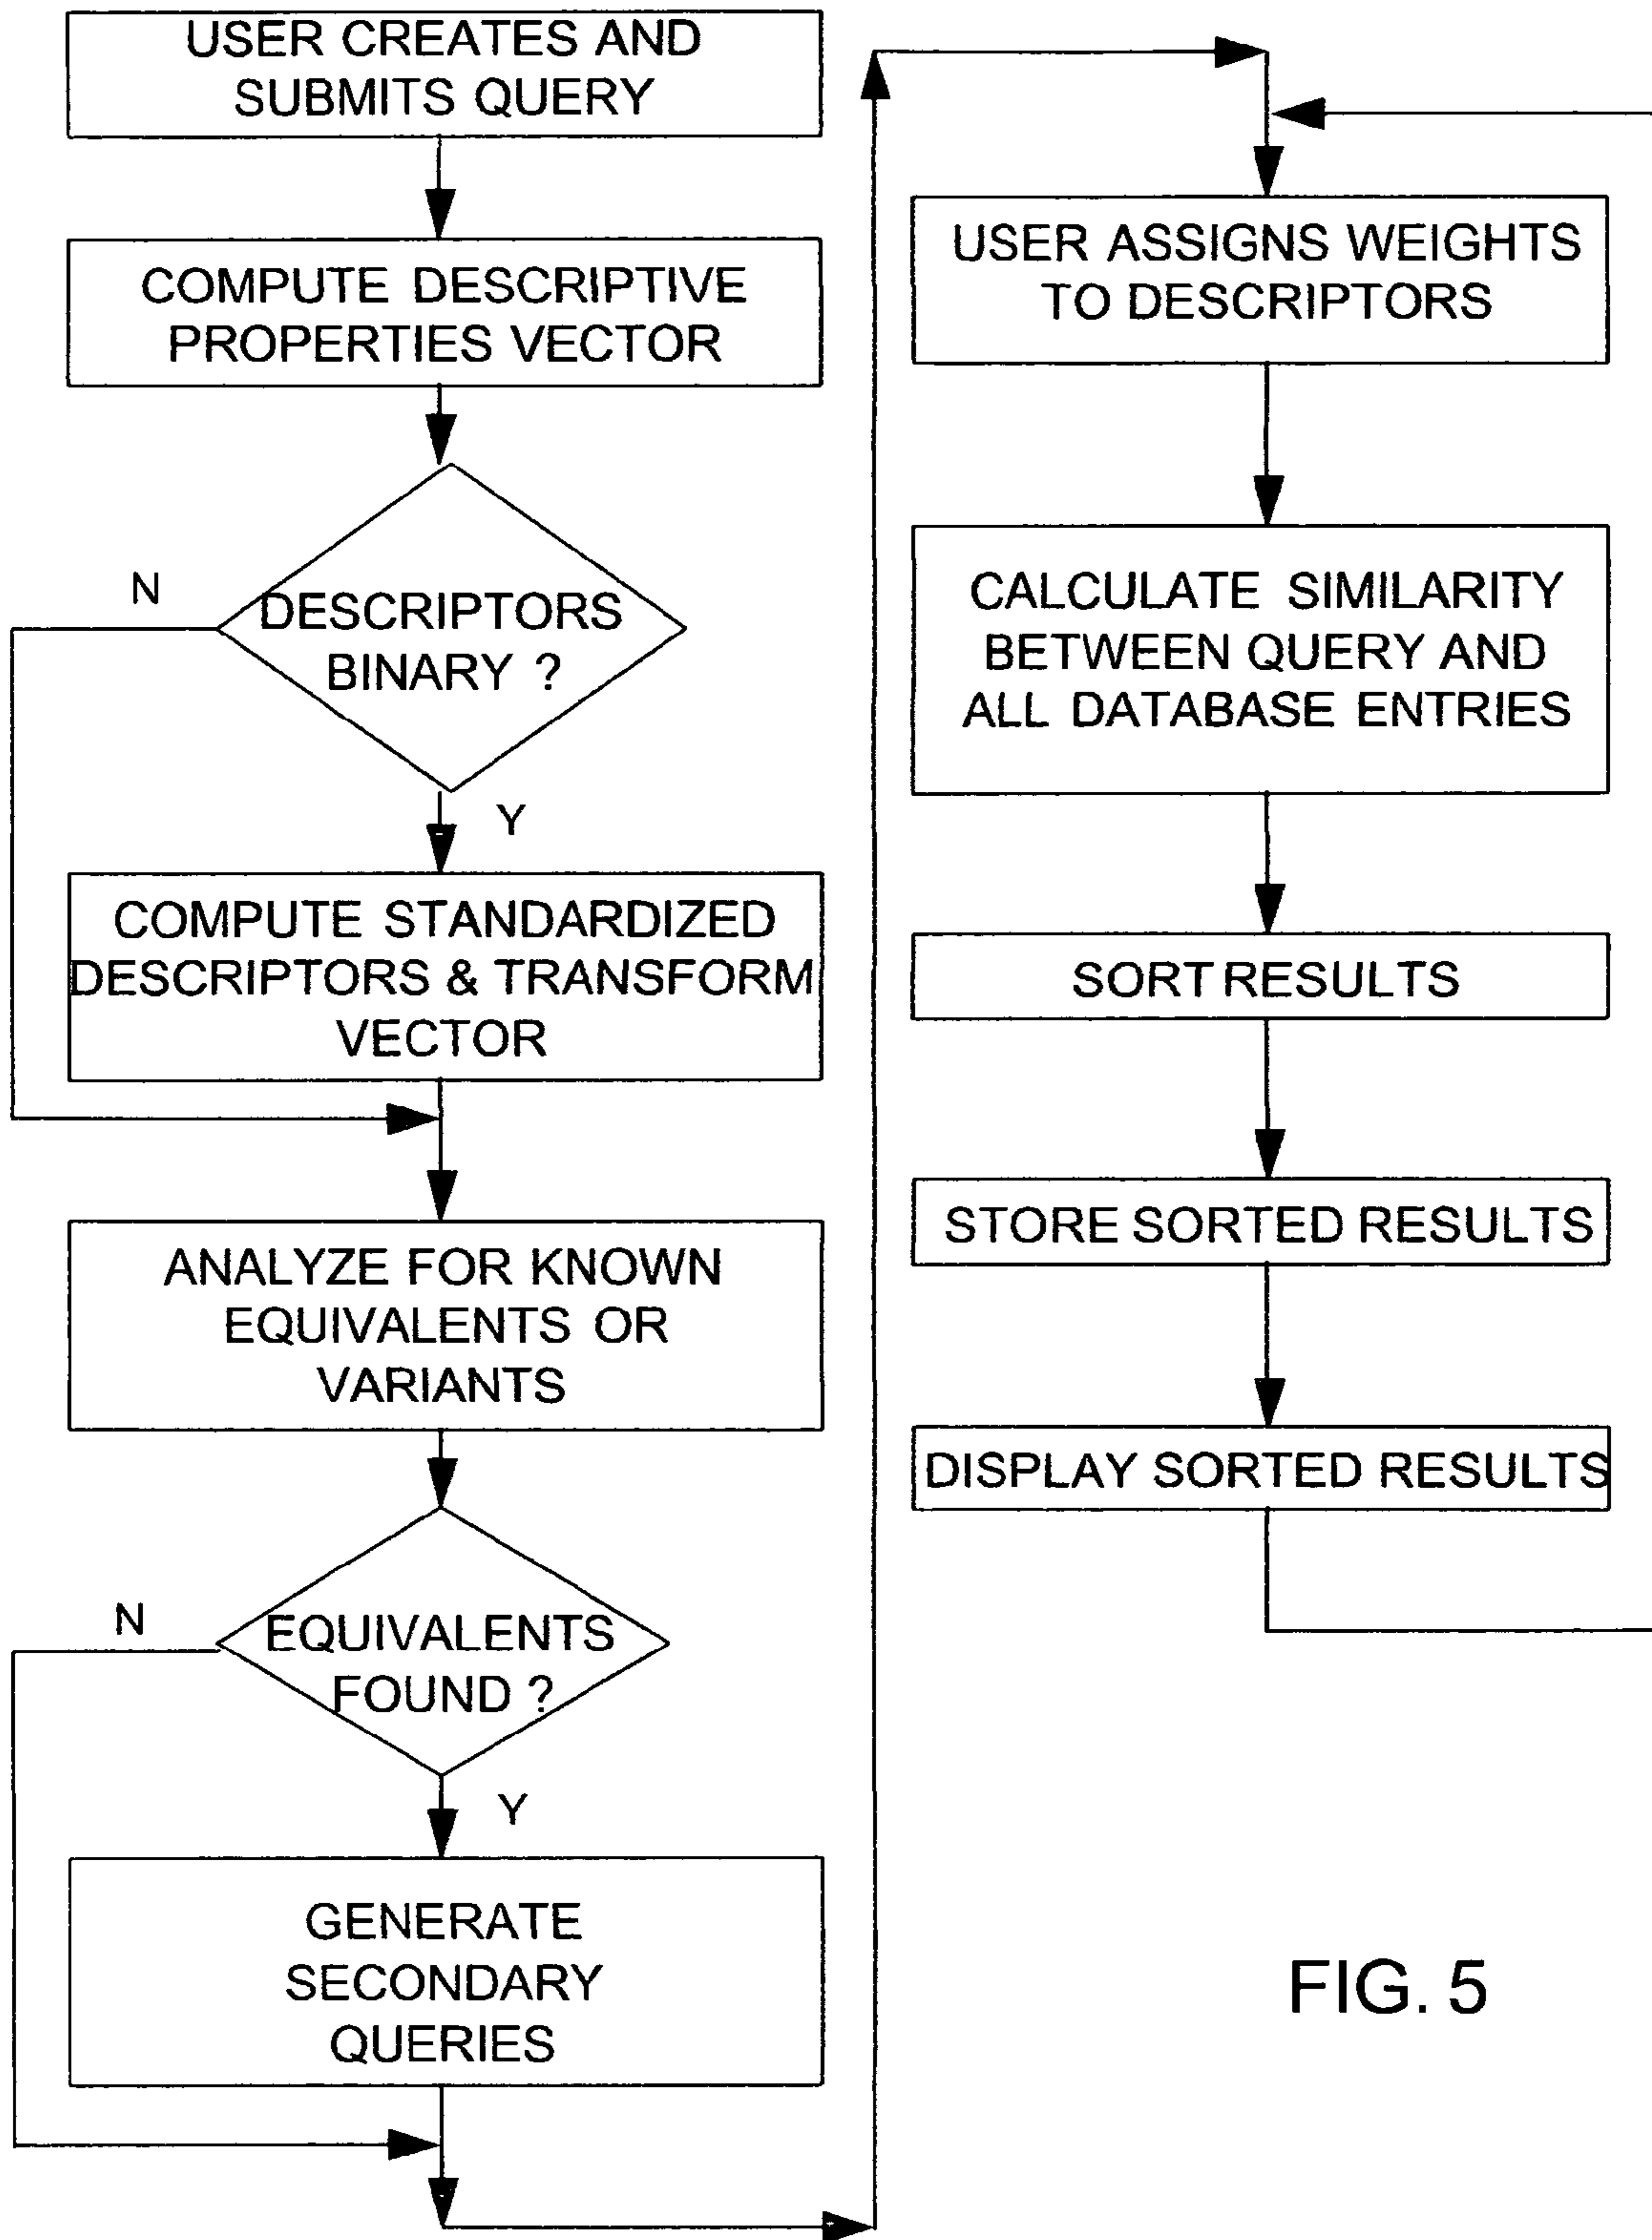 USER CREATES AND
SUBMITS QUERY
COMPUTE DESCRIPTIVE
PROPERTIES VECTOR
N
DESCRIPTORS
BINARY ?
Y
COMPUTE STANDARDIZED
DESCRIPTORS & TRANSFORM
VECTOR
ANALYZE FOR KNOWN
EQUIVALENTS OR
VARIANTS
N
EQUIVALENTS
FOUND ?
Y
GENERATE
SECONDARY
QUERIES
USER ASSIGNS WEIGHTS
TO DESCRIPTORS
CALCULATE SIMILARITY
BETWEEN QUERY AND
ALL DATABASE ENTRIES
SORT RESULTS
STORE SORTED RESULTS
DISPLAY SORTED RESULTS
FIG. 5